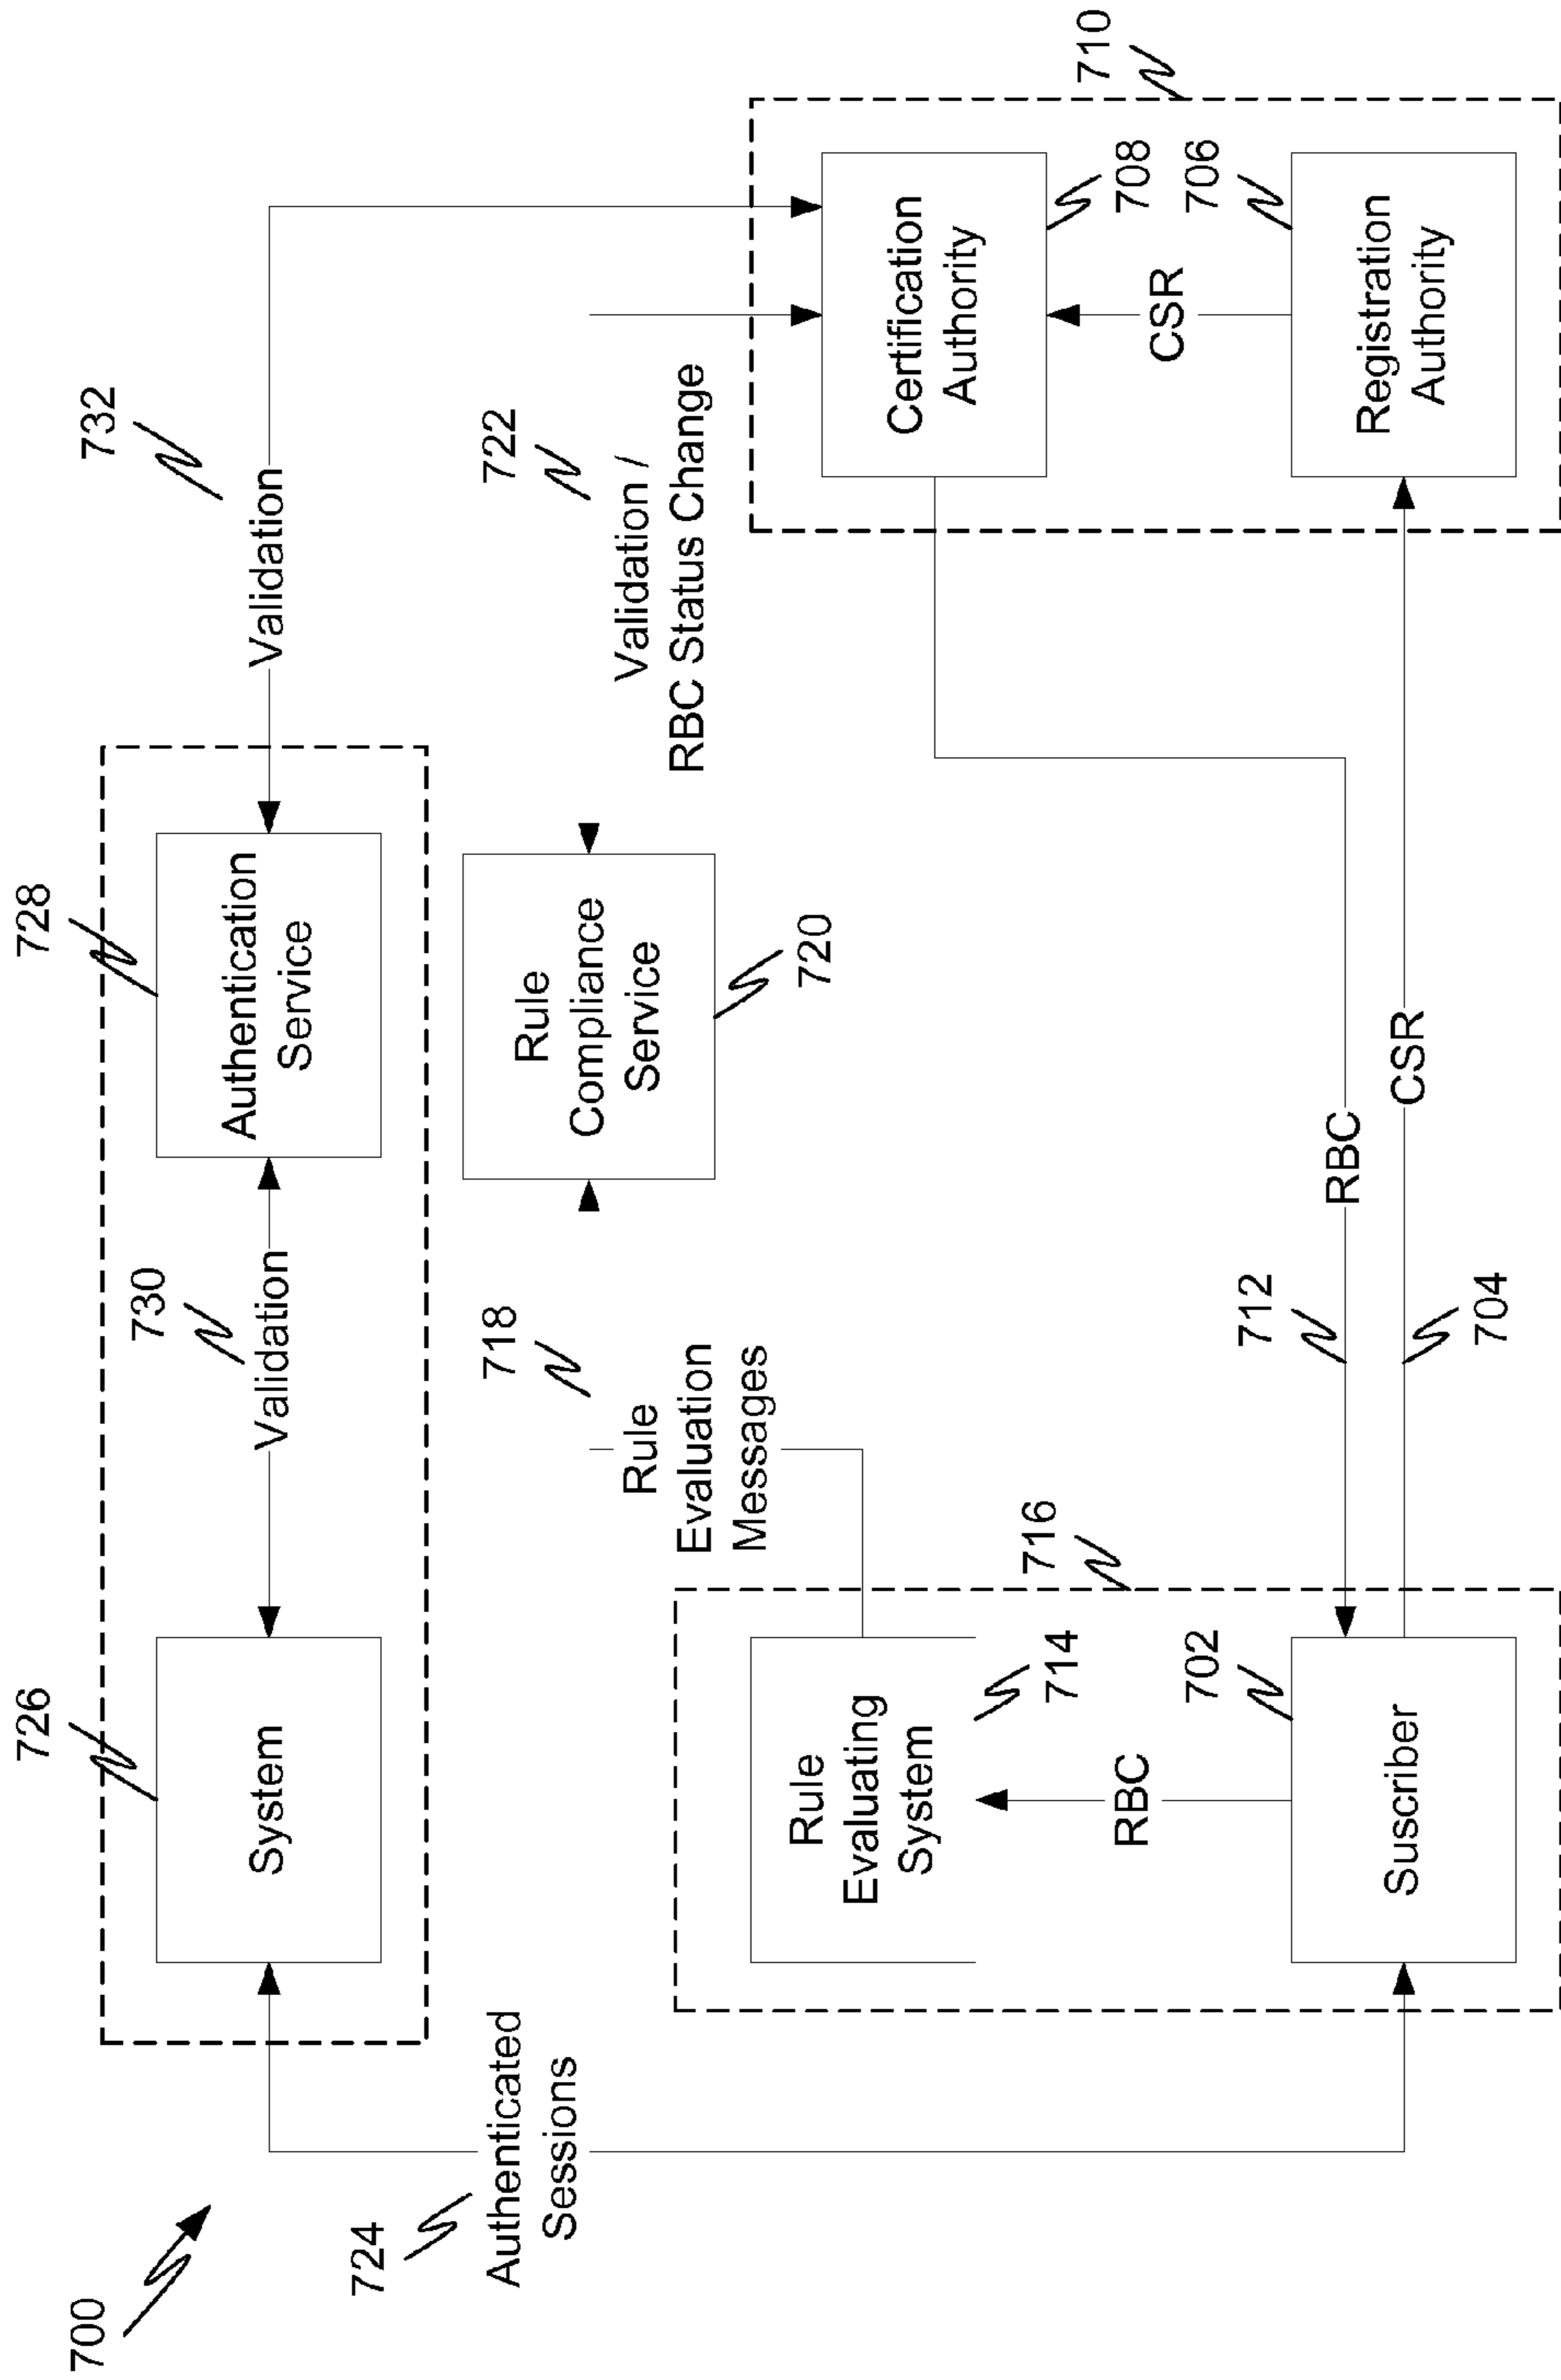 700
726
728
732
System
730
Validation
Authentication
Service
Validation
724
Authenticated
Sessions
718
Rule
Evaluation
Messages
Rule
Compliance
Service
720
722
Validation /
RBC Status Change
716
Rule
Evaluating
System
714
RBC
702
Suscriber
710
Certification
Authority
708
CSR
706
Registration
Authority
712
RBC
CSR
704